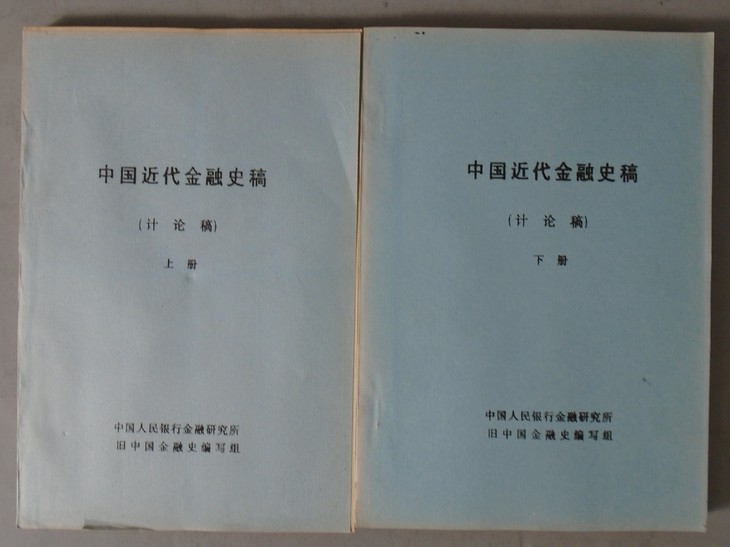 中国近代金融史稿
(计论稿)
上册
中国人民银行金融研究所
旧中国金融史编写组
中国近代金融史稿
(计论稿)
下册
中国人民银行金融研究所
旧中国金融史编写组